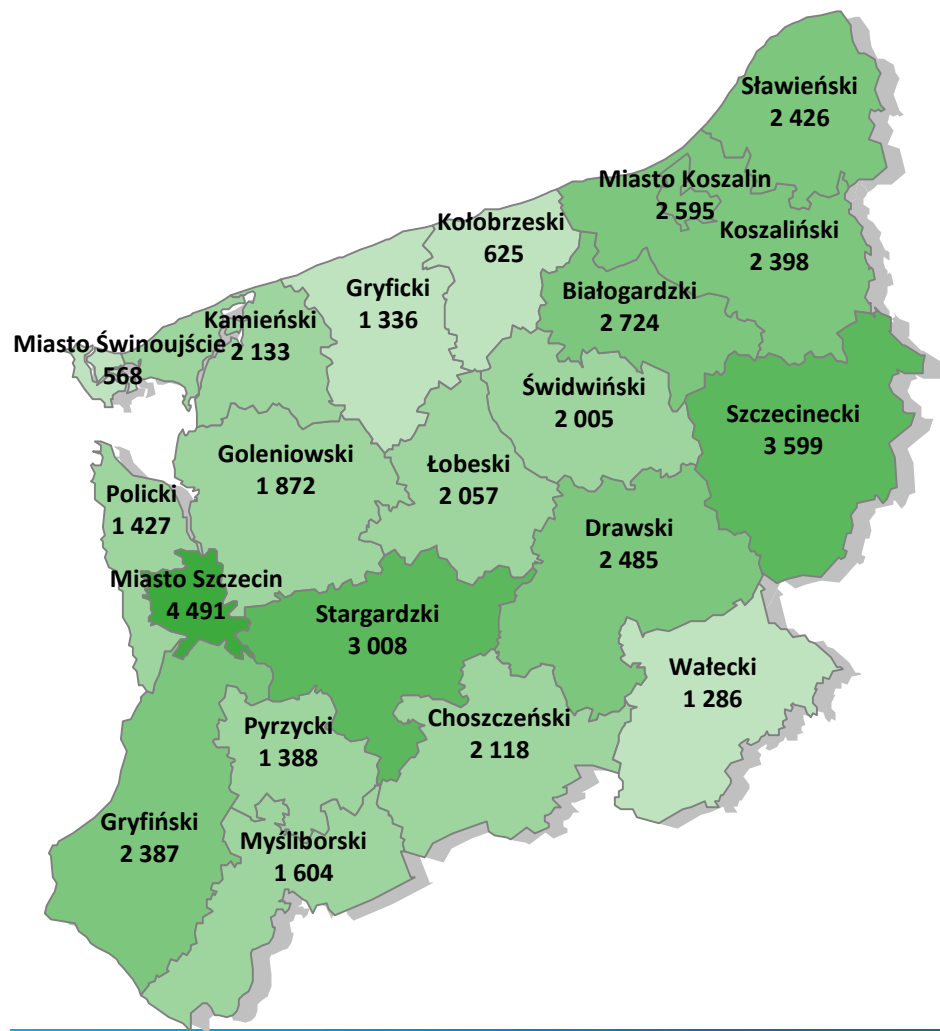 Sławieński
2 426
Miasto Koszalin
2 595
Koszaliński
2 398
Kołobrzeski
625
Gryficki
1 336
Białogardzki
2 724
Kamieński
2 133
Miasto Świnoujście
568
Świdwiński
2 005
Szczecinecki
3 599
Goleniowski
1 872
Łobeski
2 057
Policki
1 427
Drawski
2 485
Miasto Szczecin
4 491
Stargardzki
3 008
Wałecki
1 286
Choszczeński
2 118
Pyrzycki
1 388
Gryfiński
2 387
Myśliborski
1 604